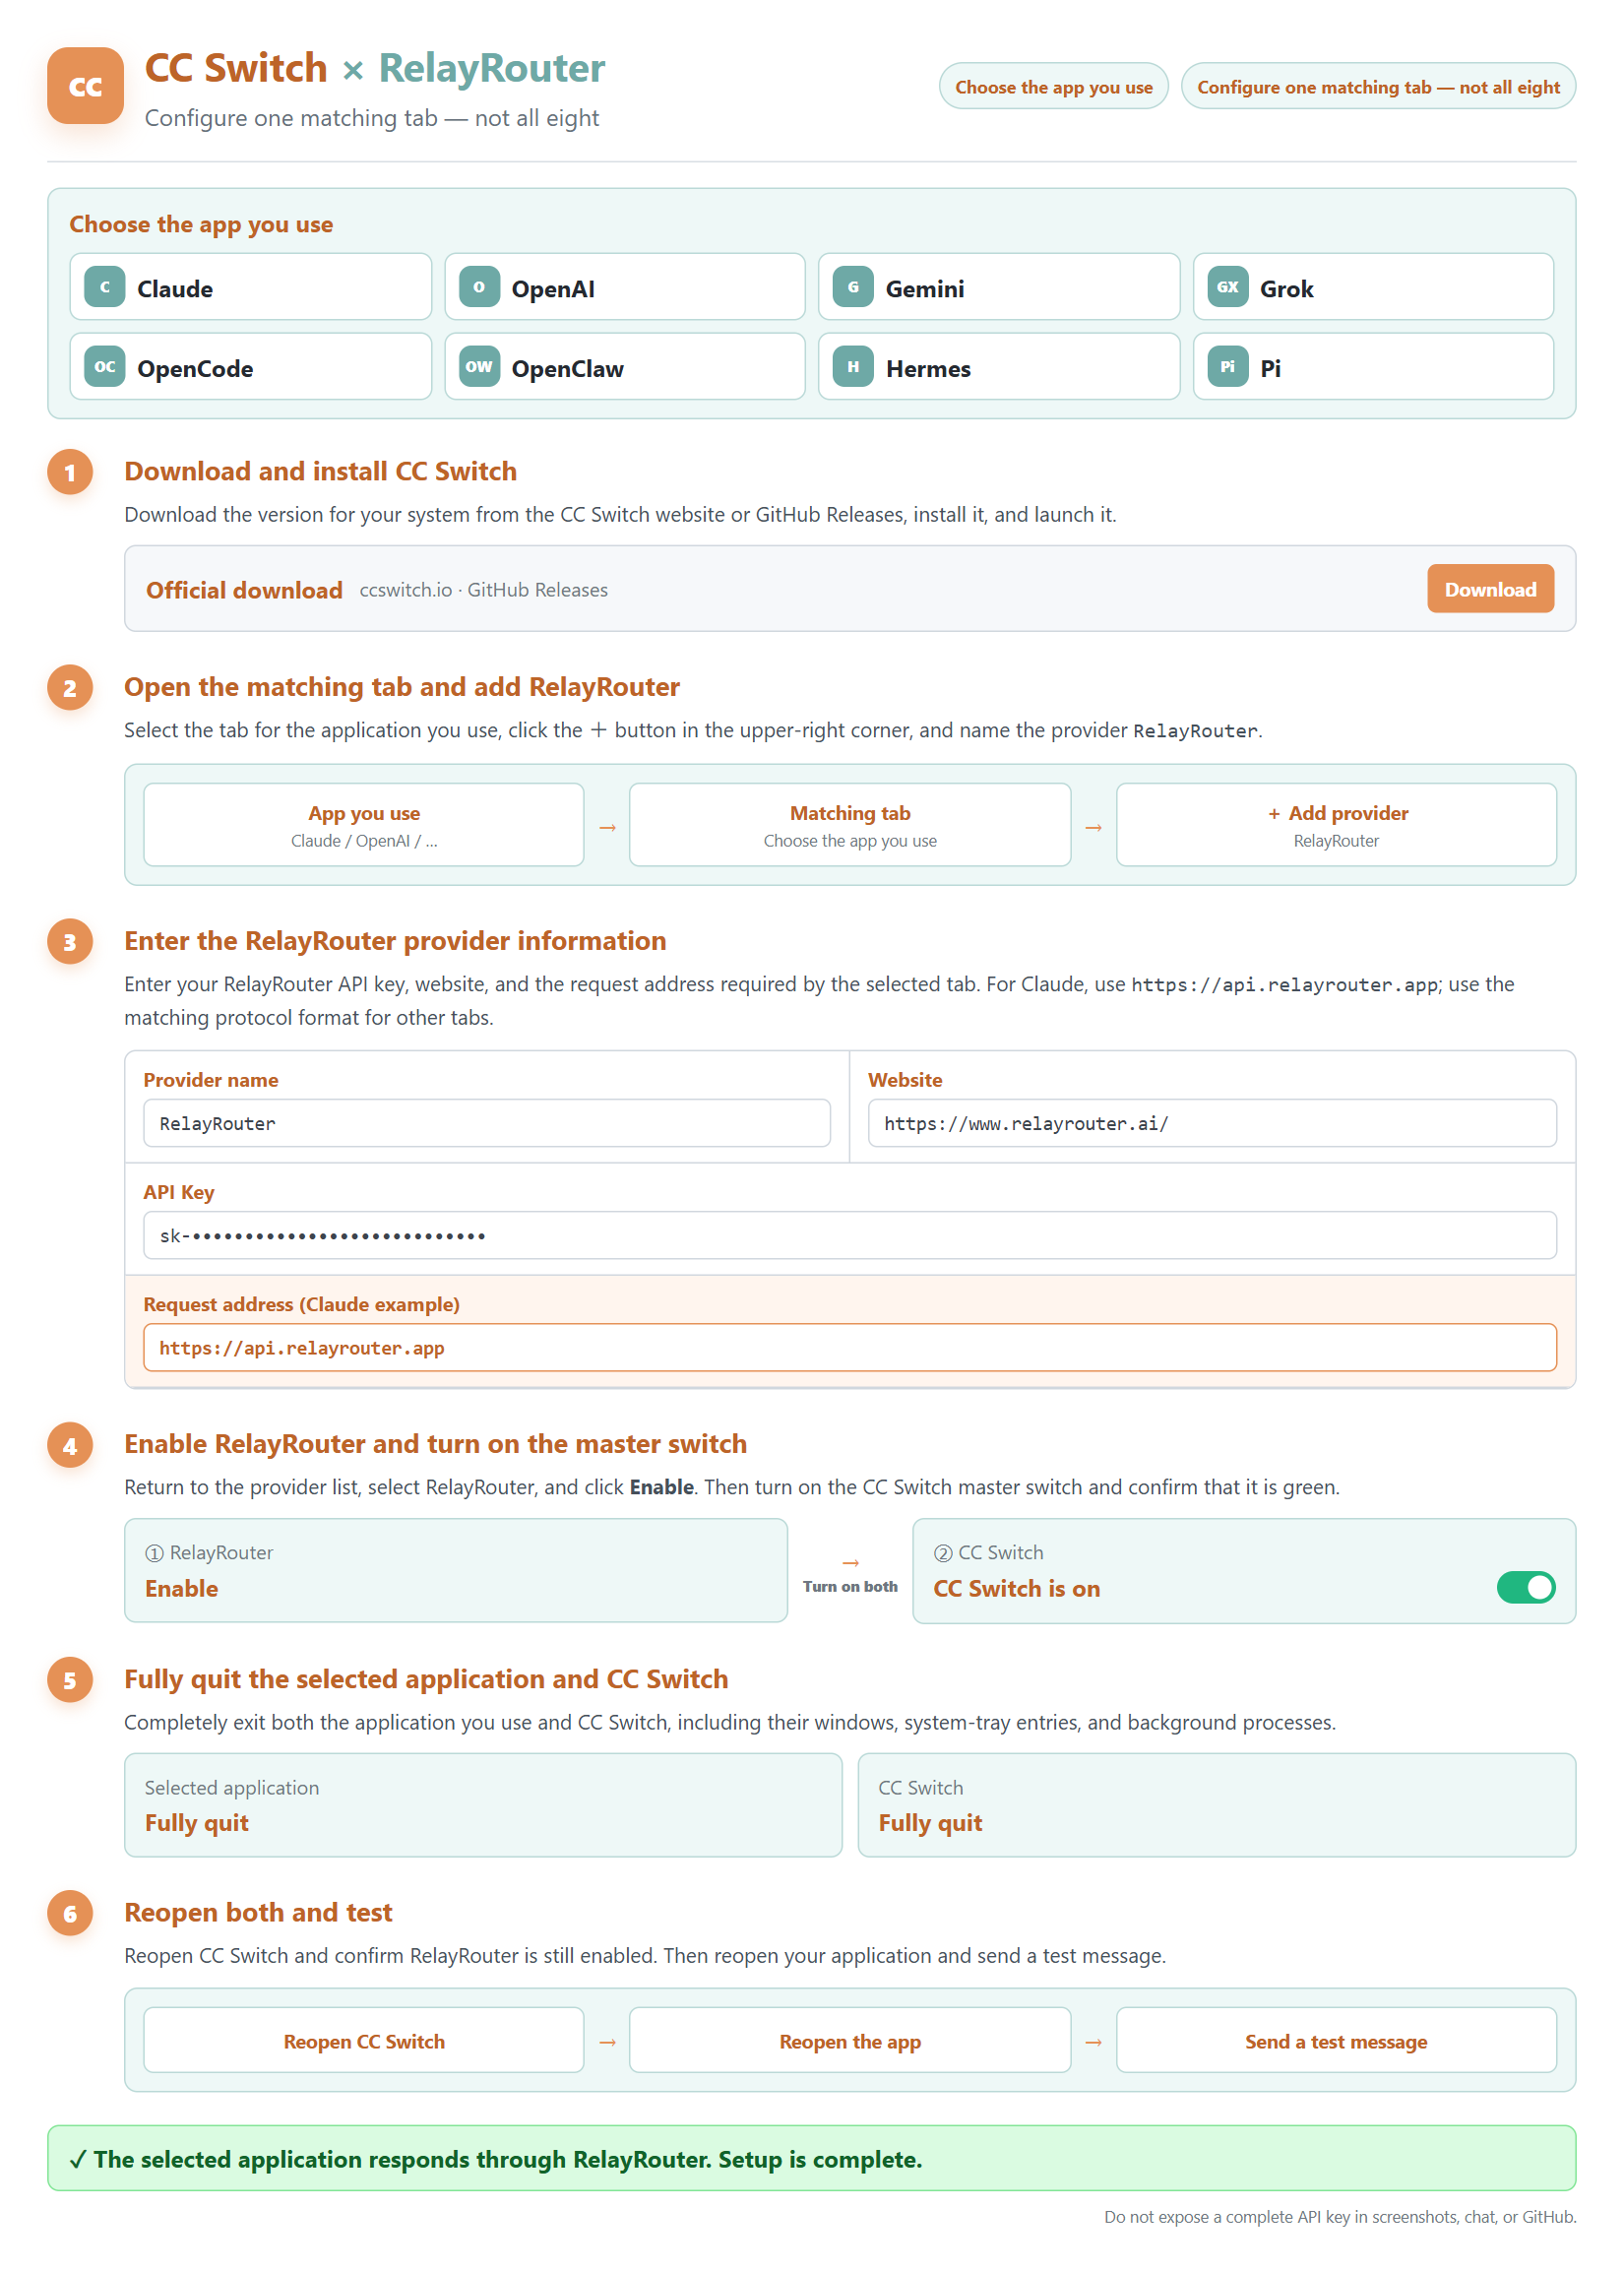 CC
CC Switch × RelayRouter
Configure one matching tab — not all eight
Choose the app you use
Configure one matching tab — not all eight
Choose the app you use
C Claude
O OpenAI
G Gemini
GX Grok
OC OpenCode
OW OpenClaw
H Hermes
Pi Pi
1 Download and install CC Switch
Download the version for your system from the CC Switch website or GitHub Releases, install it, and launch it.
Official download ccswitch.io · GitHub Releases
Download
2 Open the matching tab and add RelayRouter
Select the tab for the application you use, click the + button in the upper-right corner, and name the provider RelayRouter.
App you use
Claude / OpenAI / ...
→
Matching tab
Choose the app you use
→
+ Add provider
RelayRouter
3 Enter the RelayRouter provider information
Enter your RelayRouter API key, website, and the request address required by the selected tab. For Claude, use https://api.relayrouter.app; use the
matching protocol format for other tabs.
Provider name
RelayRouter
Website
https://www.relayrouter.ai/
API Key
sk-••••••••••••••••••••••••••••
Request address (Claude example)
https://api.relayrouter.app
4 Enable RelayRouter and turn on the master switch
Return to the provider list, select RelayRouter, and click Enable. Then turn on the CC Switch master switch and confirm that it is green.
① RelayRouter
Enable
→
Turn on both
② CC Switch
CC Switch is on
5 Fully quit the selected application and CC Switch
Completely exit both the application you use and CC Switch, including their windows, system-tray entries, and background processes.
Selected application
Fully quit
CC Switch
Fully quit
6 Reopen both and test
Reopen CC Switch and confirm RelayRouter is still enabled. Then reopen your application and send a test message.
Reopen CC Switch
→
Reopen the app
→
Send a test message
✓ The selected application responds through RelayRouter. Setup is complete.
Do not expose a complete API key in screenshots, chat, or GitHub.